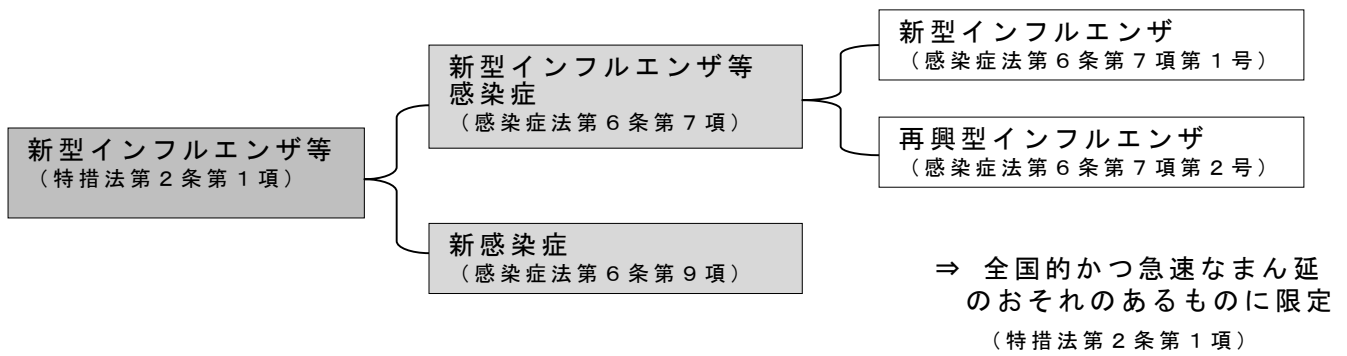 新型インフルエンザ等
（特措法第２条第１項）
新型インフルエンザ等
感染症
（感染症法第６条第７項）
新型インフルエンザ
（感染症法第６条第７項第１号）
再興型インフルエンザ
（感染症法第６条第７項第２号）
新感染症
（感染症法第６条第９項）
⇒ 全国的かつ急速なまん延
のおそれのあるものに限定
（特措法第２条第１項）